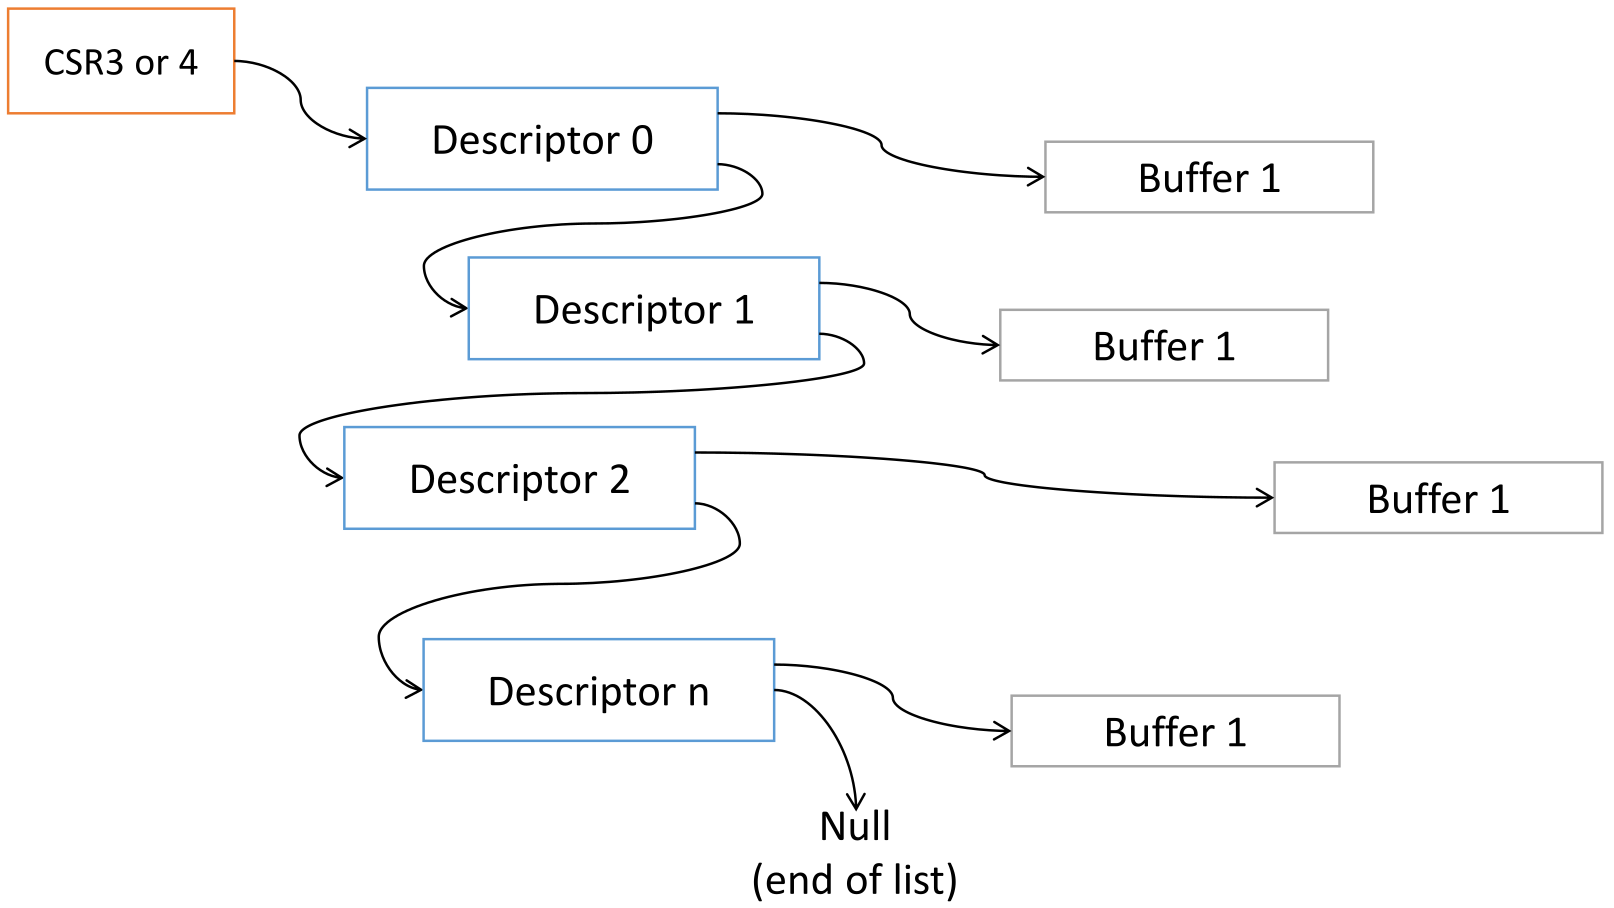 CSR3 or 4
Descriptor 0
Buffer 1
Descriptor 1
Buffer 1
Descriptor 2
Buffer 1
Descriptor n
Buffer 1
Null
(end of list)